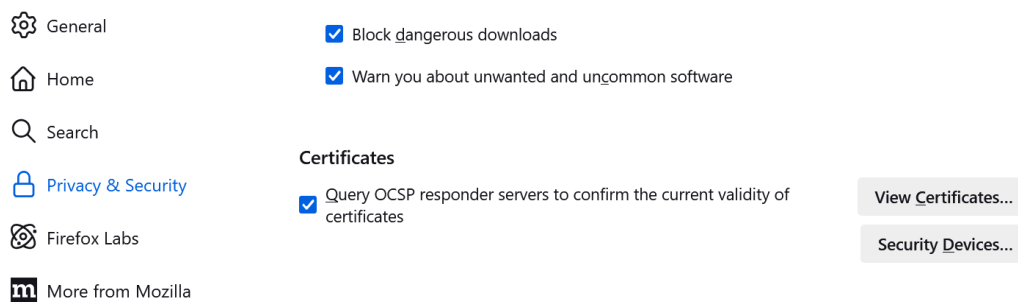 General
Home
Search
Privacy & Security
Firefox Labs
m More from Mozilla
Block dangerous downloads
Warn you about unwanted and uncommon software
Certificates
Query OCSP responder servers to confirm the current validity of
certificates
View Certificates...
Security Devices...